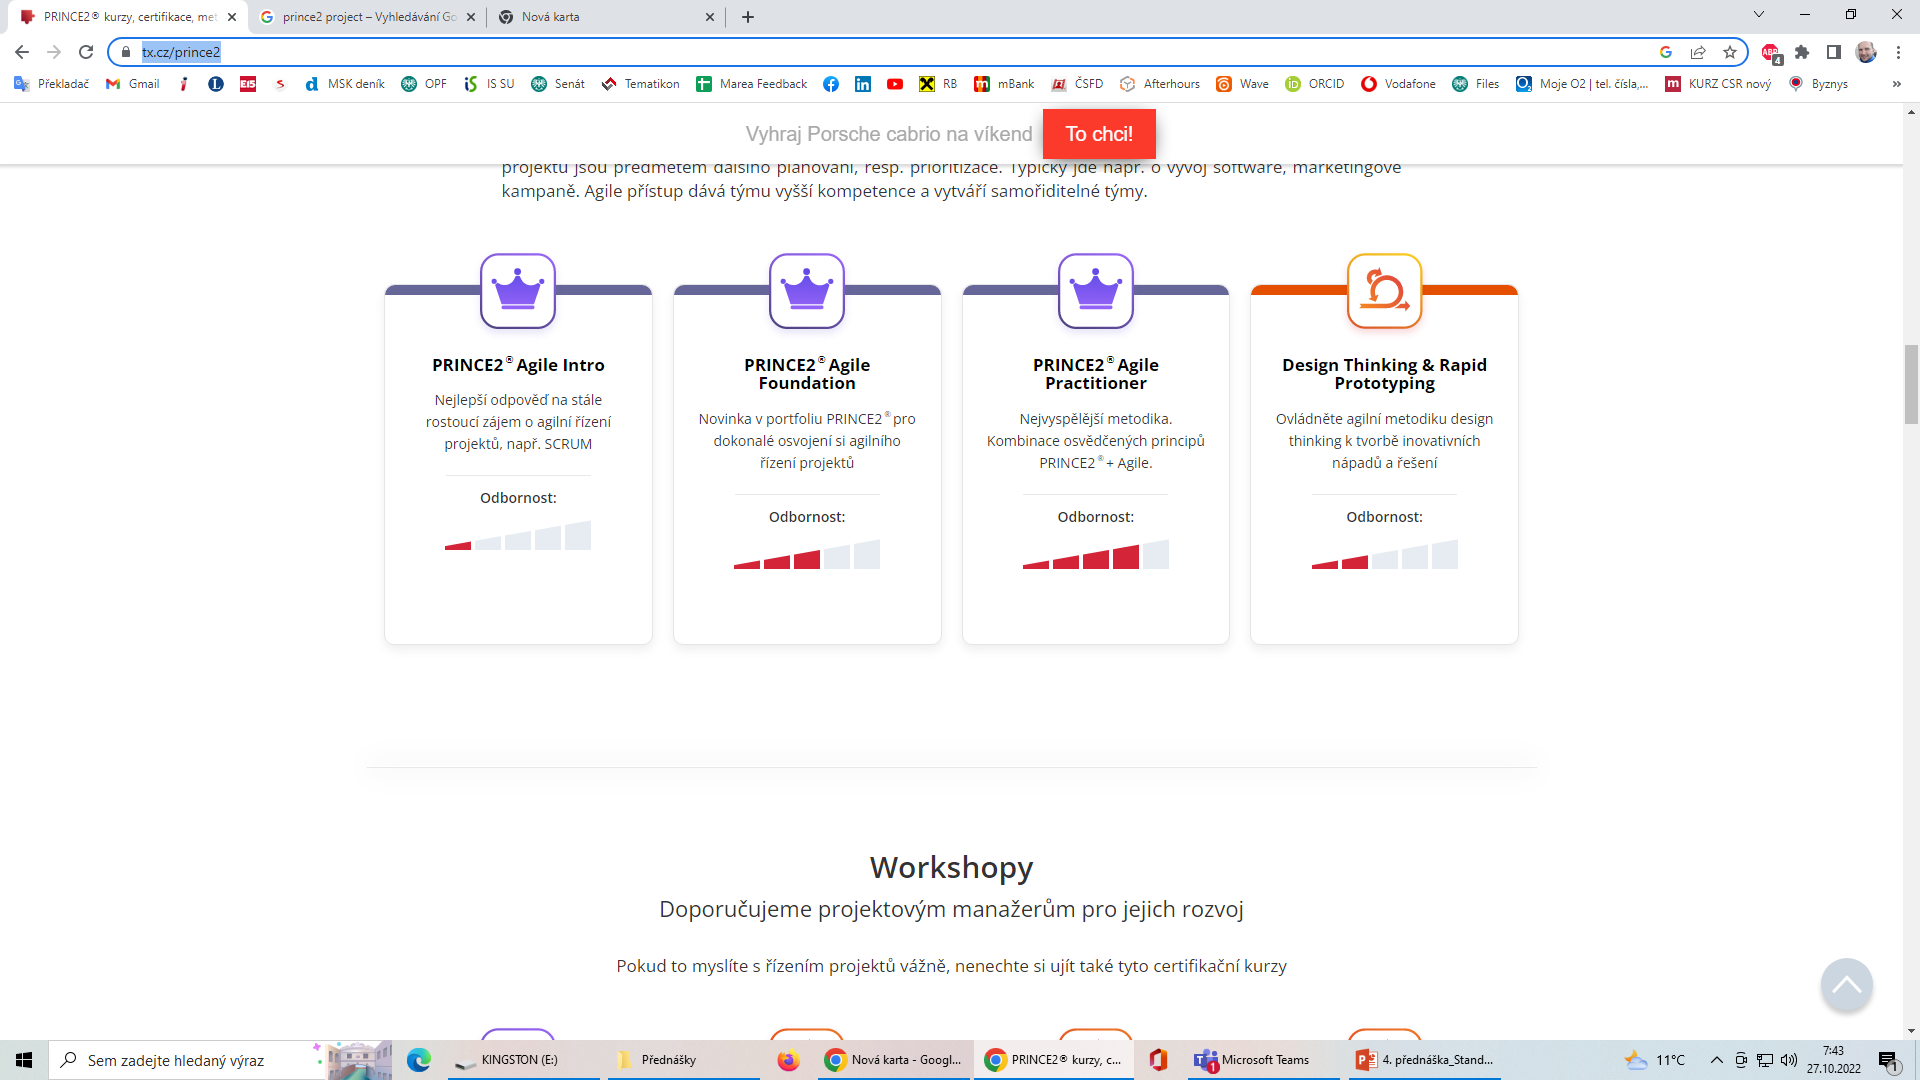 PRINCE2® kurzy, certifikace, met
prince2 project – Vyhledávání Go
Nová karta
tx.cz/prince2
ABP
4
Překladač
Gmail
E15
MSK deník
OPF
IS SU
Senát
Tematikon
Marea Feedback
RB
mBank
ČSFD
Afterhours
Wave
ORCID
Vodafone
Files
Moje O2 | tel. čísla,...
KURZ CSR nový
Byznys
»
Vyhraj Porsche cabrio na víkend
To chci!
projektu jsou předmětem dalšího plánování, resp. prioritizace. Typicky jde např. o vývoj software, marketingové
kampaně. Agile přístup dává týmu vyšší kompetence a vytváří samořiditelné týmy.
PRINCE2® Agile Intro
Nejlepší odpověď na stále
rostoucí zájem o agilní řízení
projektů, např. SCRUM
Odbornost:
PRINCE2® Agile
Foundation
Novinka v portfoliu PRINCE2® pro
dokonalé osvojení si agilního
řízení projektů
Odbornost:
PRINCE2® Agile
Practitioner
Nejvyspělější metodika.
Kombinace osvědčených principů
PRINCE2® + Agile.
Odbornost:
Design Thinking & Rapid
Prototyping
Ovládněte agilní metodiku design
thinking k tvorbě inovativních
nápadů a řešení
Odbornost:
Workshopy
Doporučujeme projektovým manažerům pro jejich rozvoj
Pokud to myslíte s řízením projektů vážně, nenechte si ujít také tyto certifikační kurzy
Sem zadejte hledaný výraz
KINGSTON (E:)
Přednášky
Nová karta - Googl...
PRINCE2® kurzy, c...
1
Microsoft Teams
4. přednáška_Stand...
11°C
7:43
27.10.2022
1